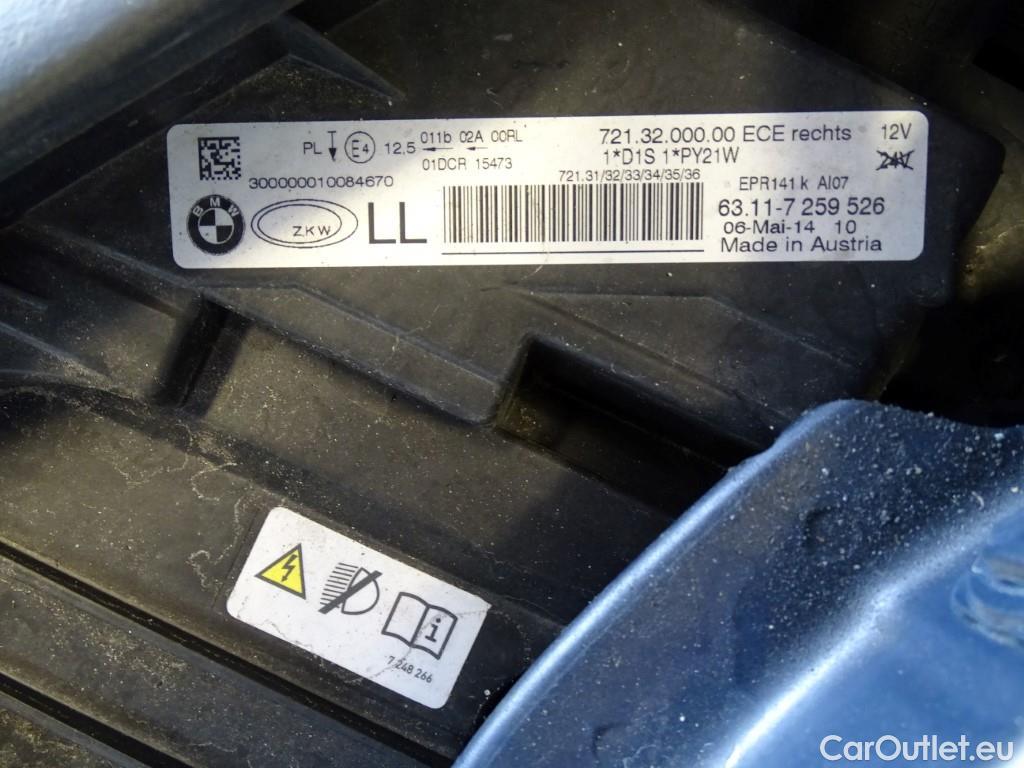 PL E4 12,5 011b 02A 00RL
01DCR 15473
300000010084670
BMW
ZKW
LL
721.32.000.00 ECE rechts 12V
1*D1S 1*PY21W 24V
721.31/32/33/34/35/36
EPR141 k AI07
63.11-7 259 526
06-Mai-14 10
Made in Austria
i
7 248 266
CarOutlet.eu